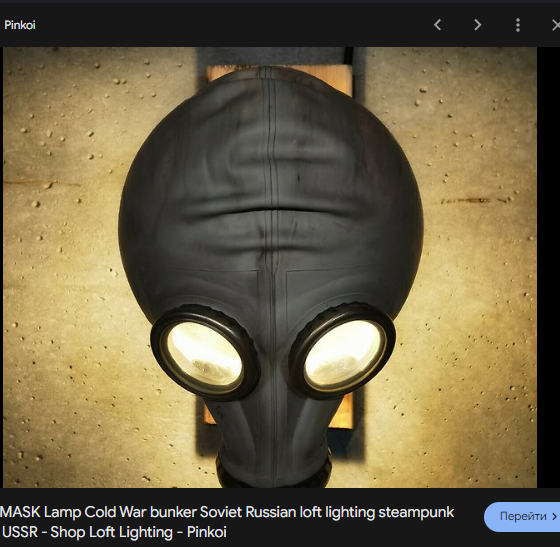 Pinkoi
MASK Lamp Cold War bunker Soviet Russian loft lighting steampunk
USSR - Shop Loft Lighting - Pinkoi
Перейти